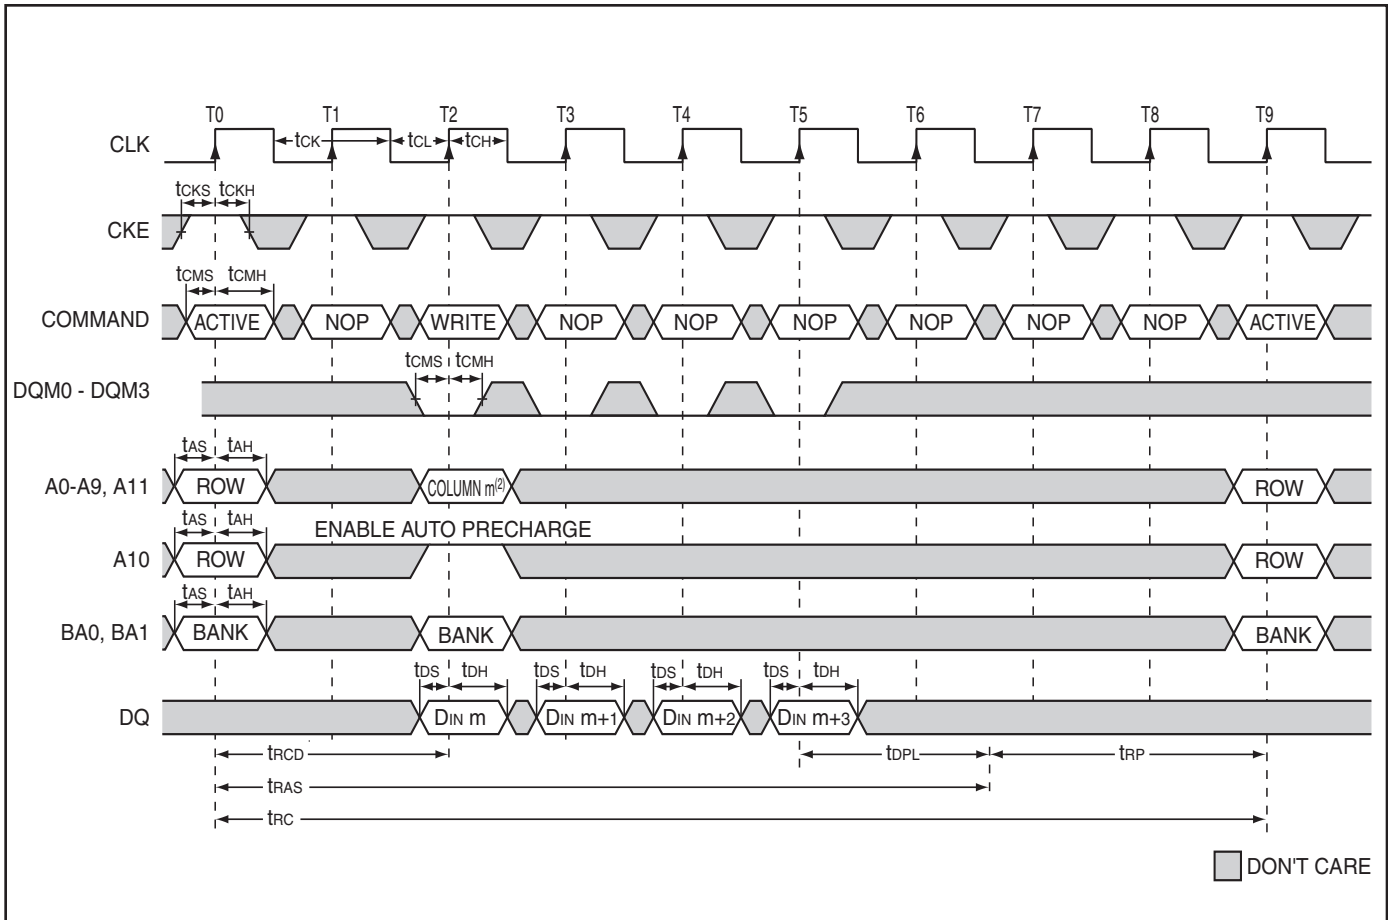 T0 T1 T2 T3 T4 T5 T6 T7 T8 T9
CLK tCK tCL tCH
tCKS tCKH
CKE
tCMS tCMH
COMMAND ACTIVE NOP WRITE NOP NOP NOP NOP NOP NOP ACTIVE
tCMS tCMH
DQM0 - DQM3
tAS tAH
A0-A9, A11 ROW COLUMN m(2) ROW
tAS tAH ENABLE AUTO PRECHARGE
A10 ROW ROW
tAS tAH
BA0, BA1 BANK BANK BANK
tDS tDH tDS tDH tDS tDH tDS tDH
DQ DIN m DIN m+1 DIN m+2 DIN m+3
tRCD tDPL tRP
tRAS
tRC
DON'T CARE